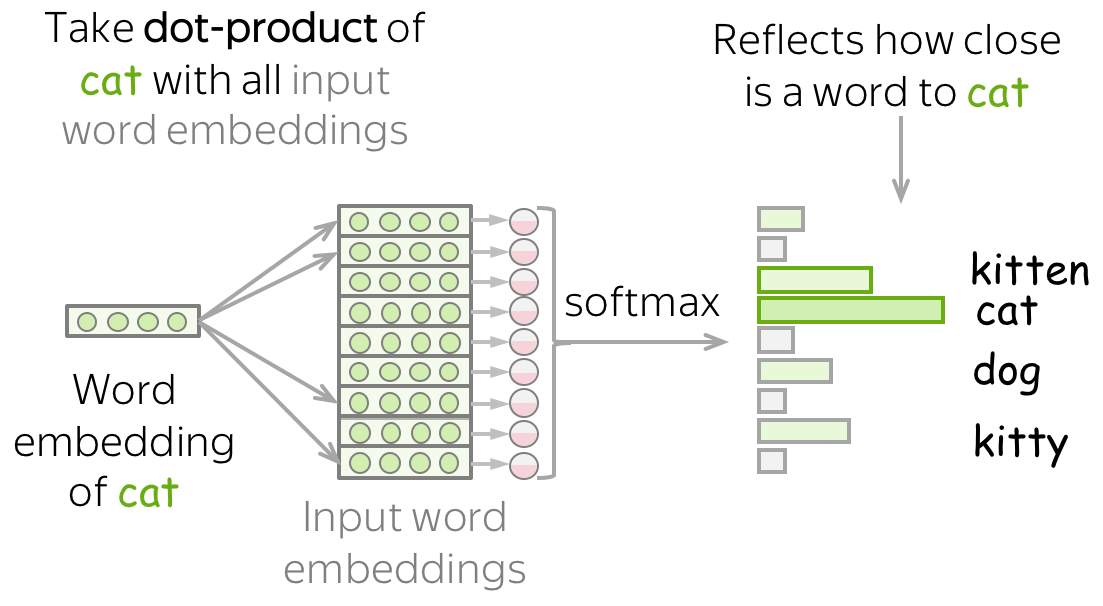 Take dot-product of
cat with all input
word embeddings
Reflects how close
is a word to cat
softmax
kitten
cat
dog
kitty
Word
embedding
of cat
Input word
embeddings